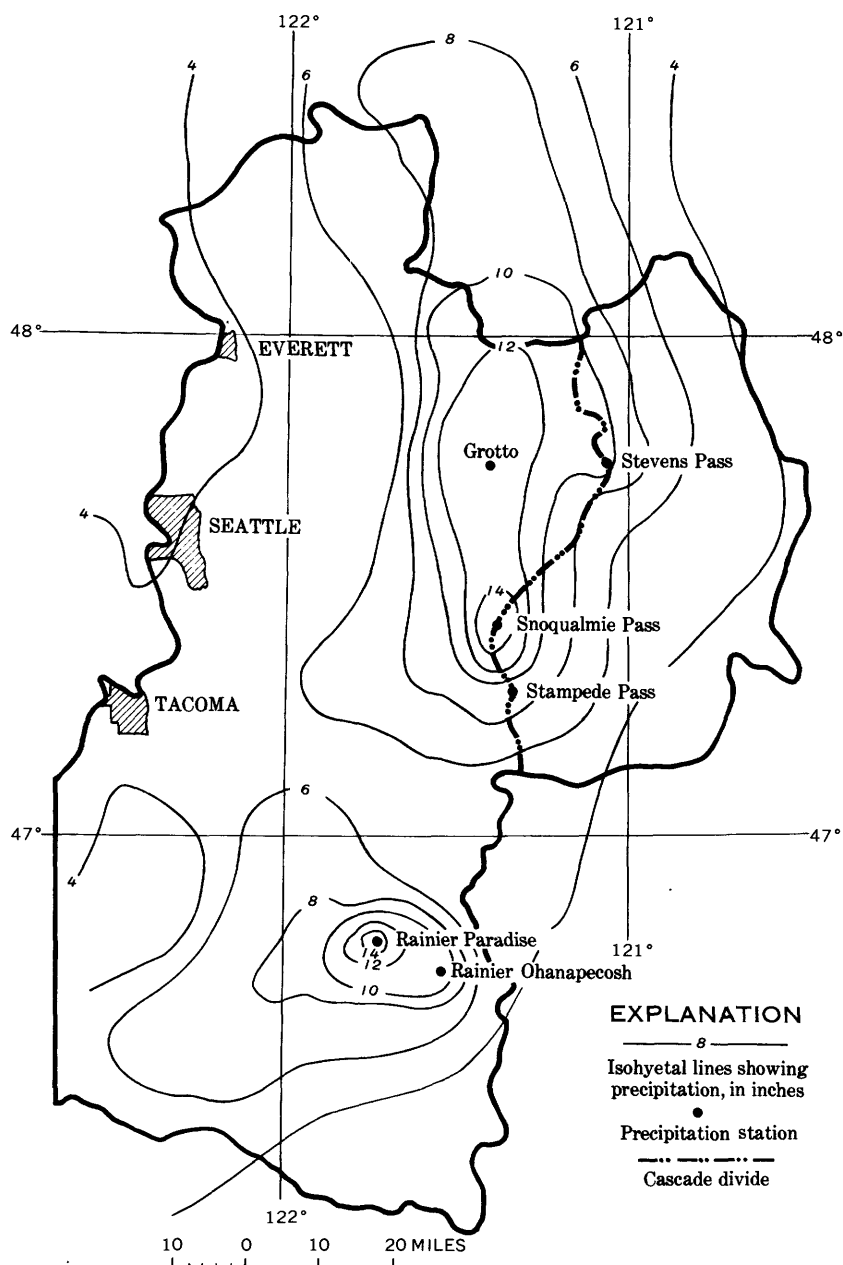 122°
121°
8
4
6
6
4
10
48°
48°
12
EVERETT
Grotto
Stevens Pass
4
SEATTLE
14
Snoqualmie Pass
Stampede Pass
TACOMA
6
47°
47°
4
8
Rainier Paradise
14
12
121°
Rainier Ohanapecosh
10
EXPLANATION
8
Isohyetal lines showing
precipitation, in inches
Precipitation station
Cascade divide
122°
10 0 10 20 MILES